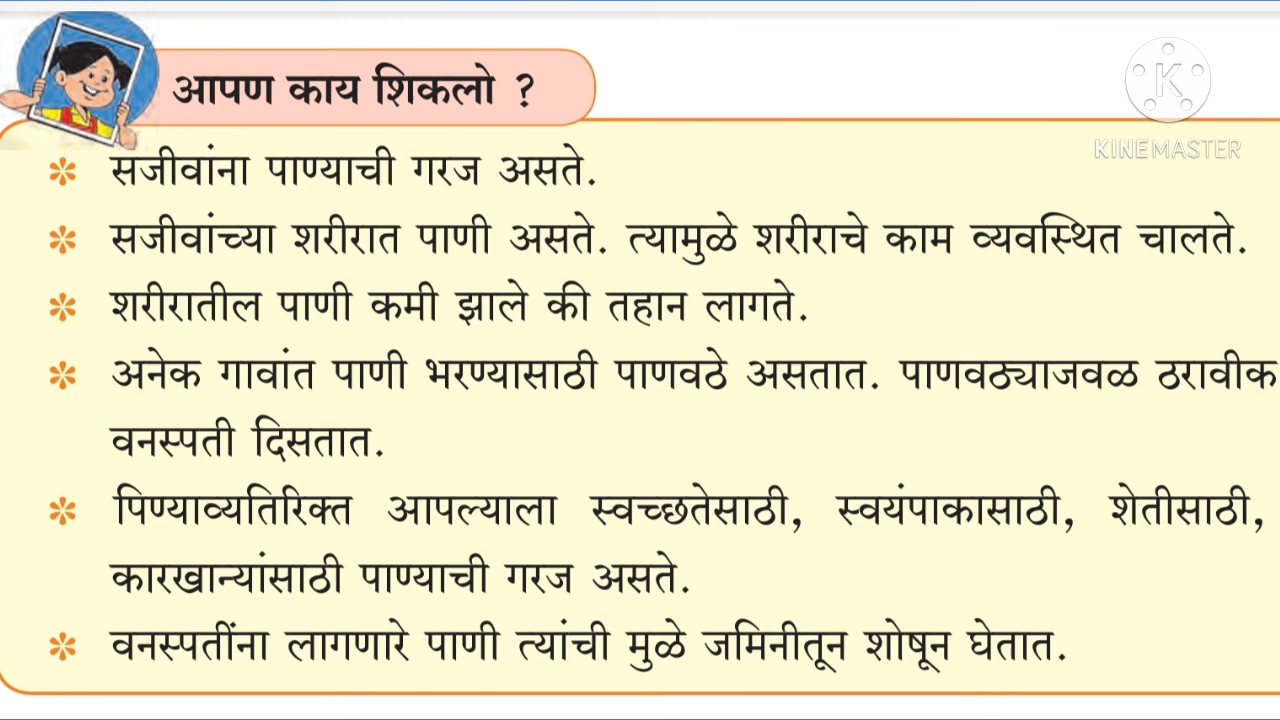 आपण काय शिकलो ?
K
KINEMASTER
* सजीवांना पाण्याची गरज असते.
* सजीवांच्या शरीरात पाणी असते. त्यामुळे शरीराचे काम व्यवस्थित चालते.
* शरीरातील पाणी कमी झाले की तहान लागते.
* अनेक गावांत पाणी भरण्यासाठी पाणवठे असतात. पाणवठ्याजवळ ठरावीक
वनस्पती दिसतात.
* पिण्याव्यतिरिक्त आपल्याला स्वच्छतेसाठी, स्वयंपाकासाठी, शेतीसाठी,
कारखान्यांसाठी पाण्याची गरज असते.
* वनस्पतींना लागणारे पाणी त्यांची मुळे जमिनीतून शोषून घेतात.